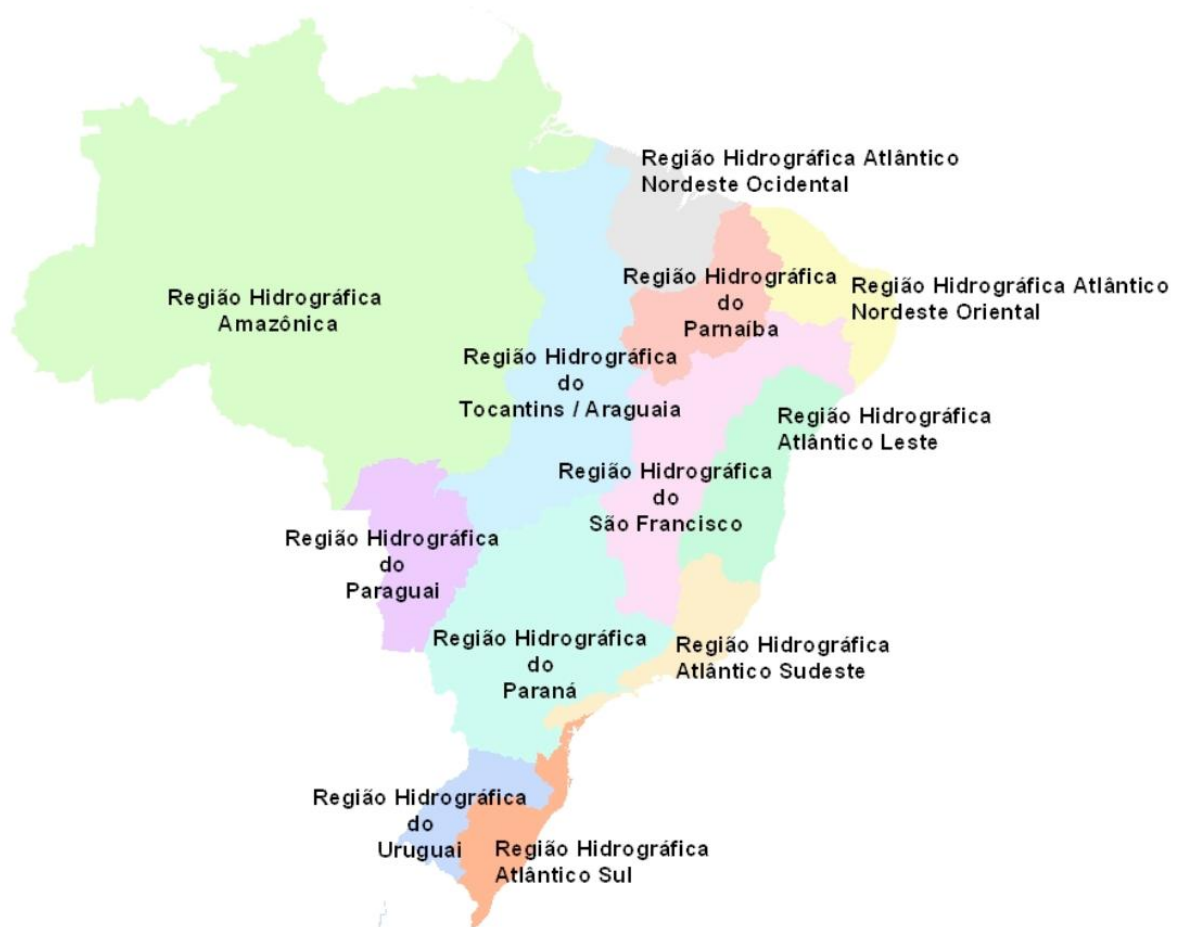 Região Hidrográfica Atlântico
Nordeste Ocidental
Região Hidrográfica
do
Parnaíba
Região Hidrográfica Atlântico
Nordeste Oriental
Região Hidrográfica
Amazônica
Região Hidrográfica
do
Tocantins / Araguaia
Região Hidrográfica
Atlântico Leste
Região Hidrográfica
do
São Francisco
Região Hidrográfica
do
Paraguai
Região Hidrográfica
do
Paraná
Região Hidrográfica
Atlântico Sudeste
Região Hidrográfica
do
Uruguai
Região Hidrográfica
Atlântico Sul